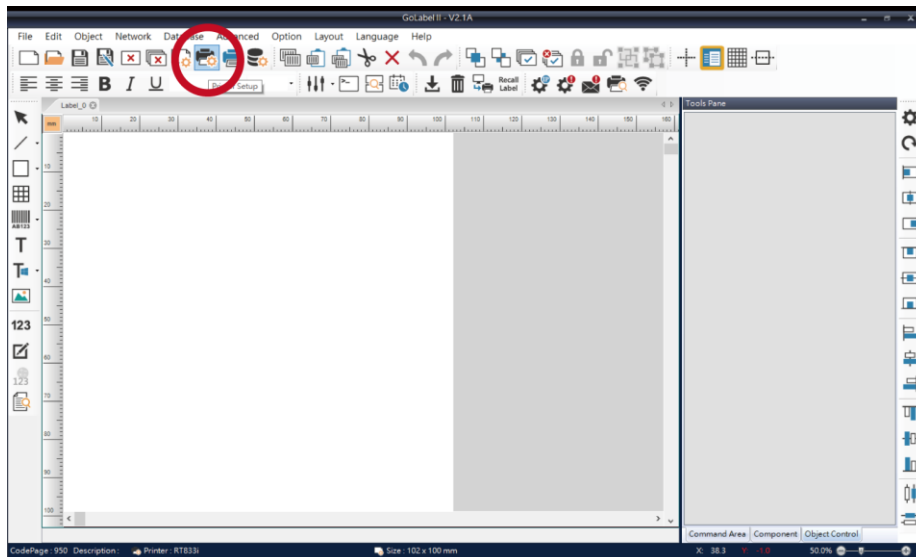 GoLabel II - V2.1A
File Edit Object Network Database Advanced Option Layout Language Help
B I U Setup Recall
Label
Label_0
Tools Pane
mm 10 20 30 40 50 60 70 80 90 100 110 120 130 140 150 160
10
20
AB123
T
30
T
40
50
123
60
123
70
80
90
100
Command Area Component Object Control
CodePage : 950 Description : Printer : RT833i Size : 102 x 100 mm X: 38.3 Y: -1.0 50.0%